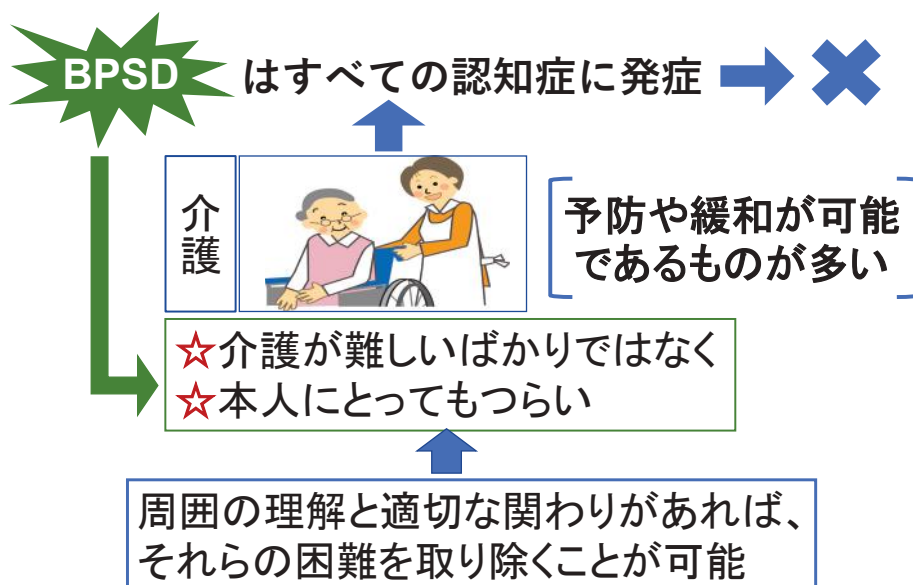 BPSD はすべての認知症に発症
介護
予防や緩和が可能
であるものが多い
☆介護が難しいばかりではなく
☆本人にとってもつらい
周囲の理解と適切な関わりがあれば、
それらの困難を取り除くことが可能